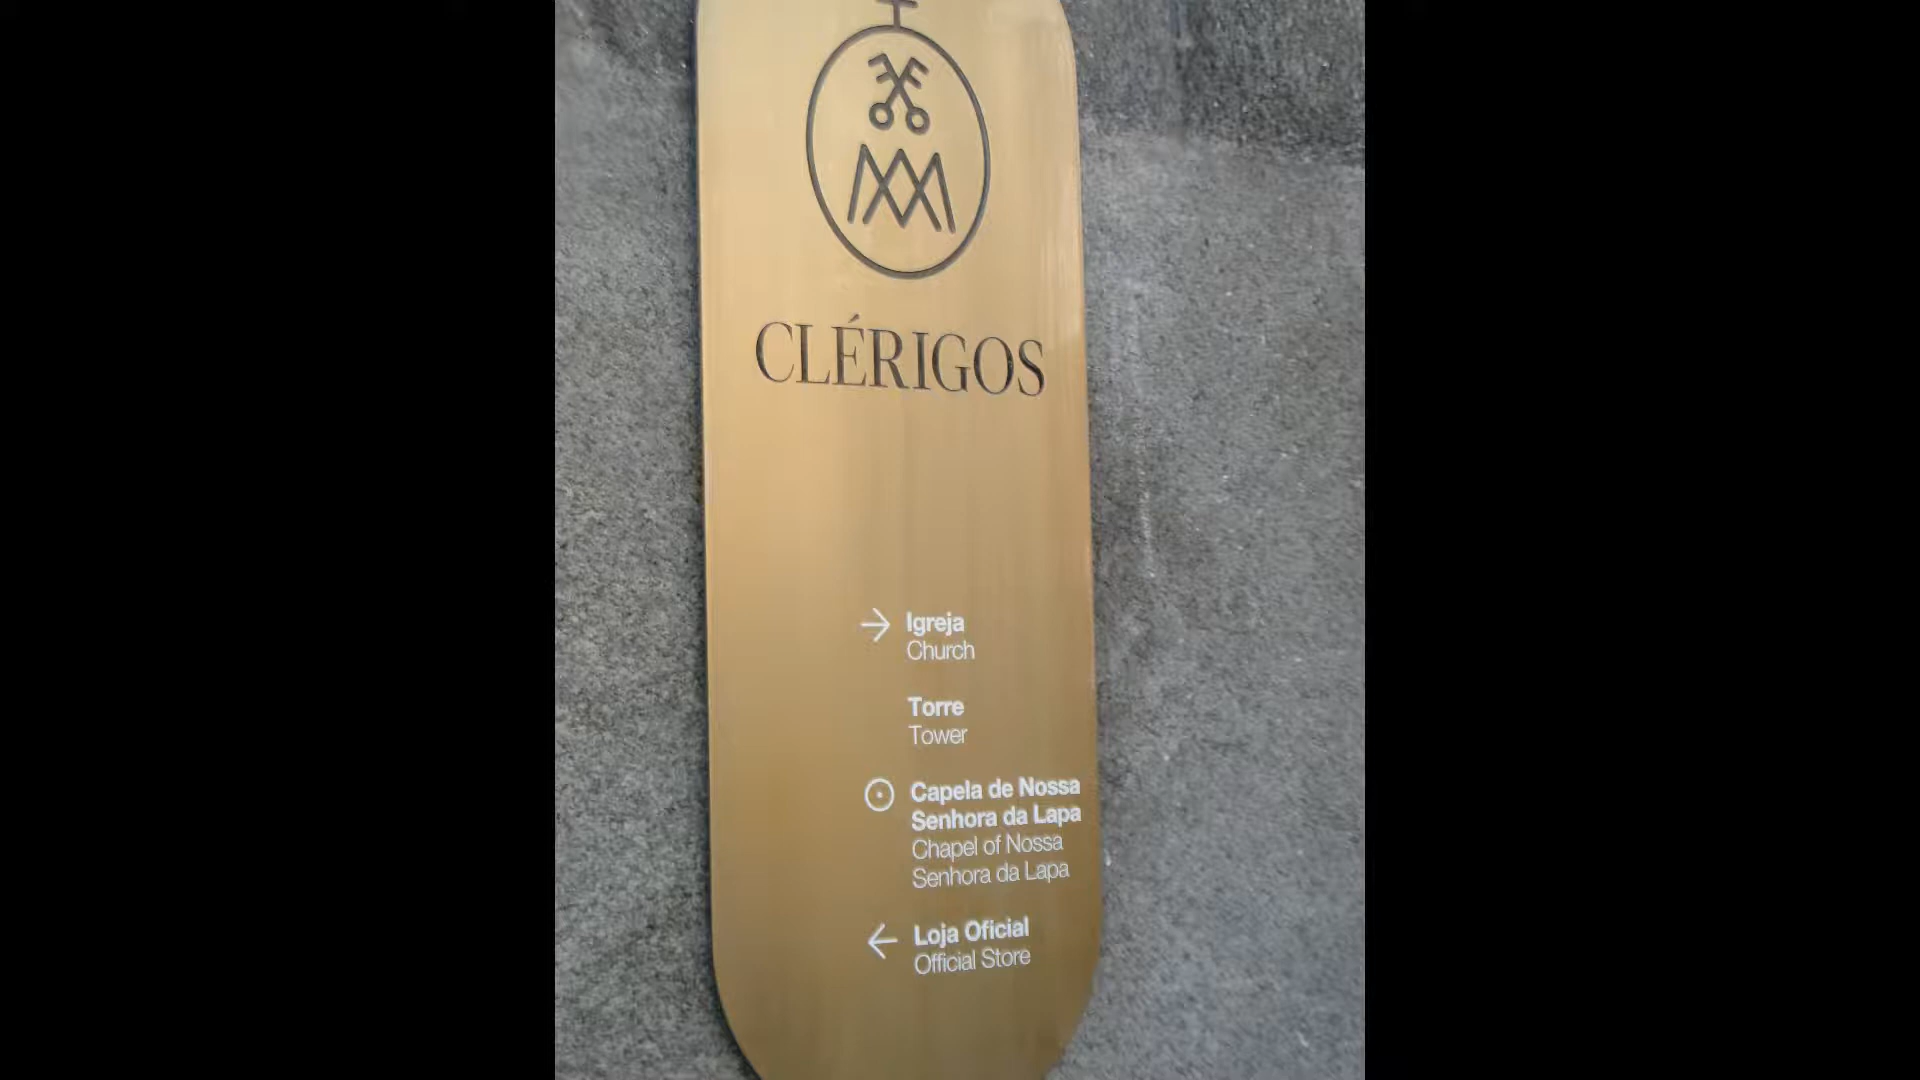 CLÉRIGOS
→ Igreja
Church
Torre
Tower
Capela de Nossa
Senhora da Lapa
Chapel of Nossa
Senhora da Lapa
← Loja Oficial
Official Store